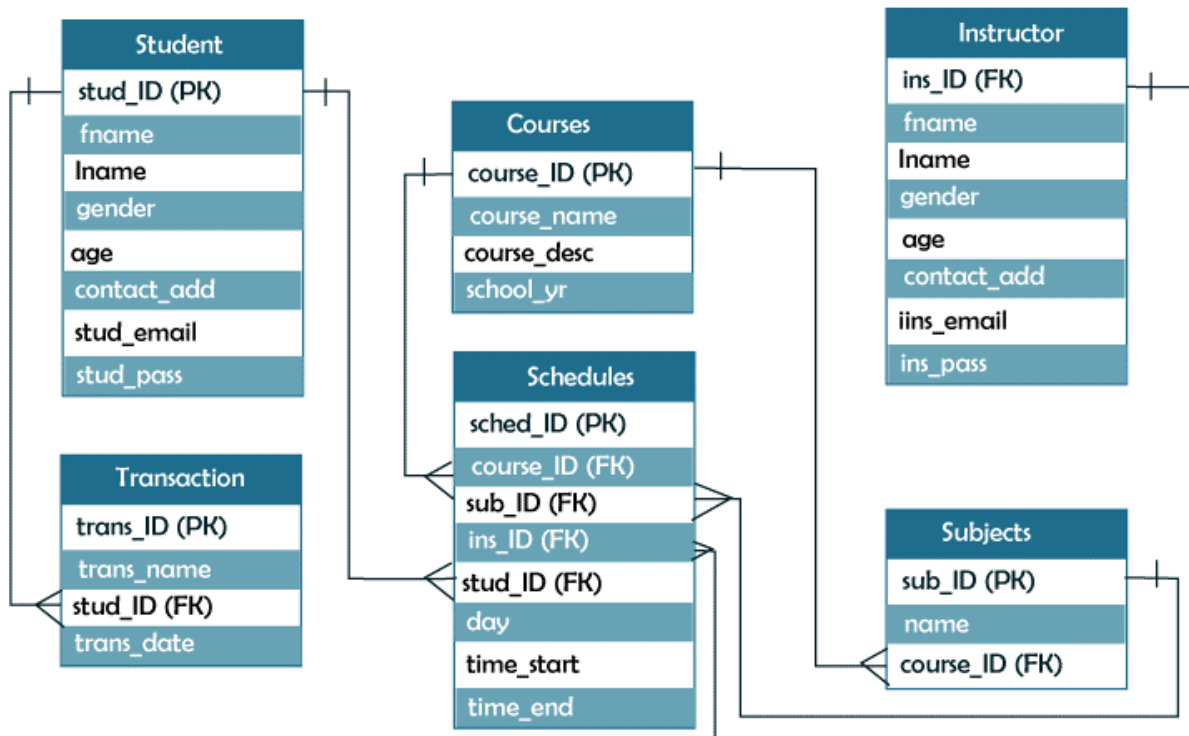 Student
stud_ID (PK)
fname
lname
gender
age
contact_add
stud_email
stud_pass
Transaction
trans_ID (PK)
trans_name
stud_ID (FK)
trans_date
Courses
course_ID (PK)
course_name
course_desc
school_yr
Schedules
sched_ID (PK)
course_ID (FK)
sub_ID (FK)
ins_ID (FK)
stud_ID (FK)
day
time_start
time_end
Instructor
ins_ID (FK)
fname
lname
gender
age
contact_add
iins_email
ins_pass
Subjects
sub_ID (PK)
name
course_ID (FK)